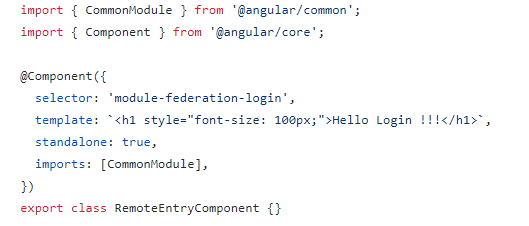 import { CommonModule } from '@angular/common';
import { Component } from '@angular/core';

@Component({
  selector: 'module-federation-login',
  template: `<h1 style="font-size: 100px;">Hello Login !!!</h1>`,
  standalone: true,
  imports: [CommonModule],
})
export class RemoteEntryComponent {}